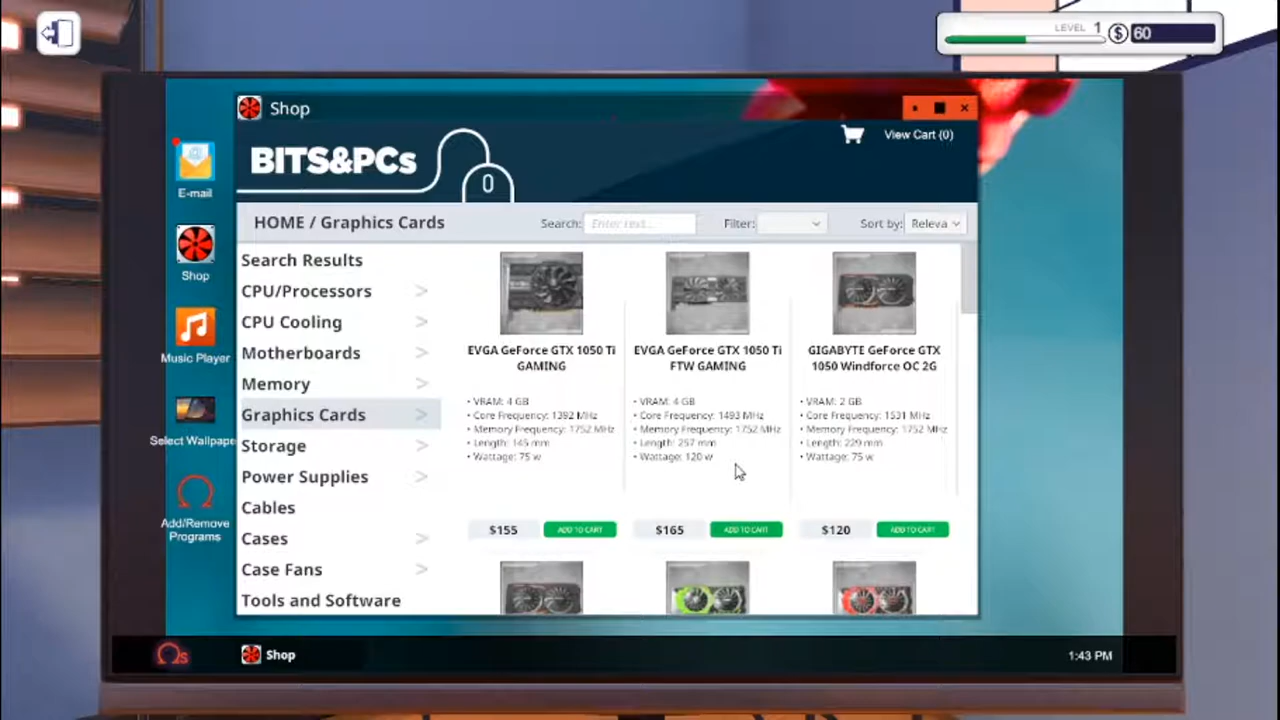 LEVEL 1 $ 60
Shop
BITS&PCs
View Cart (0)
HOME / Graphics Cards
Search: Enter text...
Filter:
Sort by: Releva
E-mail
Shop
Music Player
Select Wallpape
Add/Remove
Programs
Search Results
CPU/Processors >
CPU Cooling >
Motherboards >
Memory >
Graphics Cards >
Storage >
Power Supplies >
Cables
Cases >
Case Fans >
Tools and Software
EVGA GeForce GTX 1050 Ti
GAMING
• VRAM: 4 GB
• Core Frequency: 1392 MHz
• Memory Frequency: 1752 MHz
• Length: 145 mm
• Wattage: 75 w
$155 ADD TO CART
EVGA GeForce GTX 1050 Ti
FTW GAMING
• VRAM: 4 GB
• Core Frequency: 1493 MHz
• Memory Frequency: 1752 MHz
• Length: 257 mm
• Wattage: 120 w
$165 ADD TO CART
GIGABYTE GeForce GTX
1050 Windforce OC 2G
• VRAM: 2 GB
• Core Frequency: 1531 MHz
• Memory Frequency: 1752 MHz
• Length: 229 mm
• Wattage: 75 w
$120 ADD TO CART
Ωs
Shop
1:43 PM